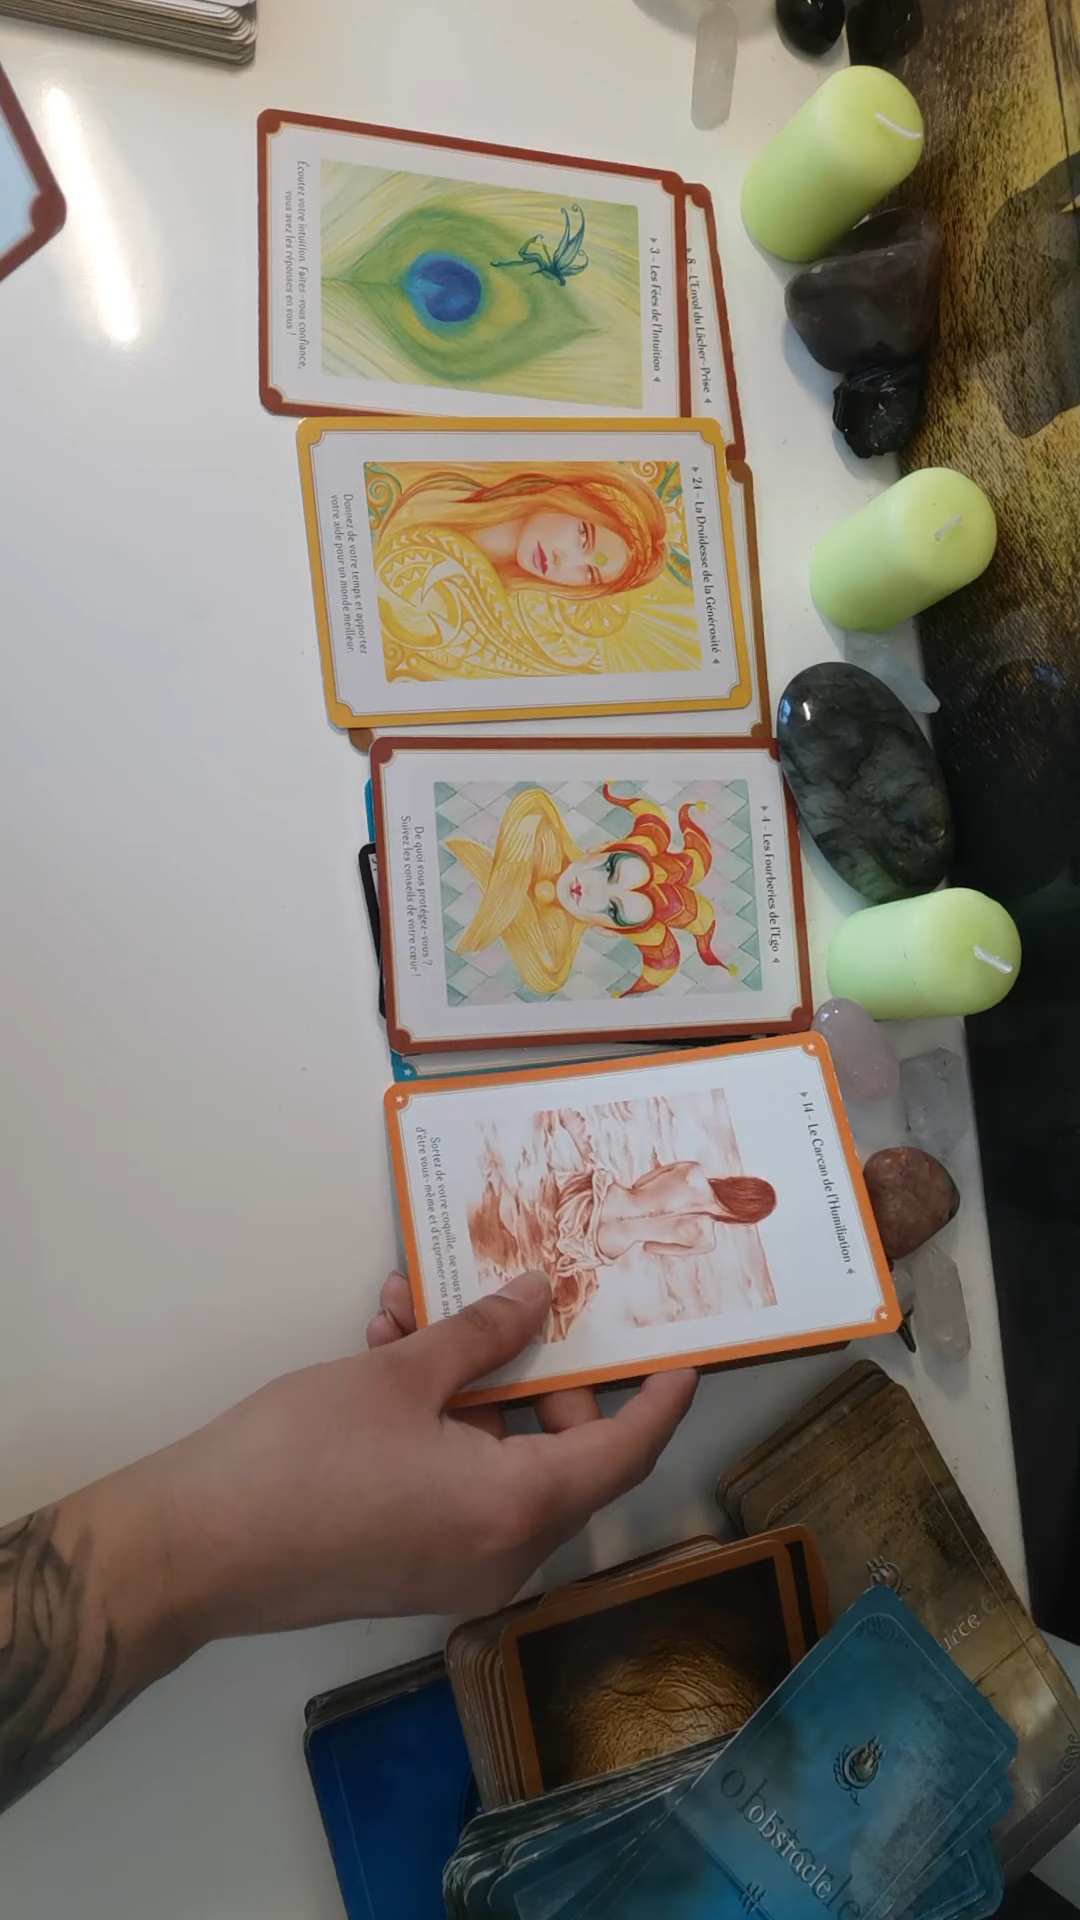 8 - L'Envol du Lâcher-Prise
3 - Les Fées de l'Intuition
Écoutez votre intuition. Faites-vous confiance,
vous avez les réponses en vous !
21 - La Druidesse de la Générosité
Donnez de votre temps et apportez
votre aide pour un monde meilleur.
4 - Les Fourberies de l'Ego
De quoi vous protégez-vous ?
Suivez les conseils de votre cœur !
14 - Le Carcan de l'Humiliation
Sortez de votre coquille, ne vous pri
d'être vous-même et d'exprimer vos asp
urce
obstacle